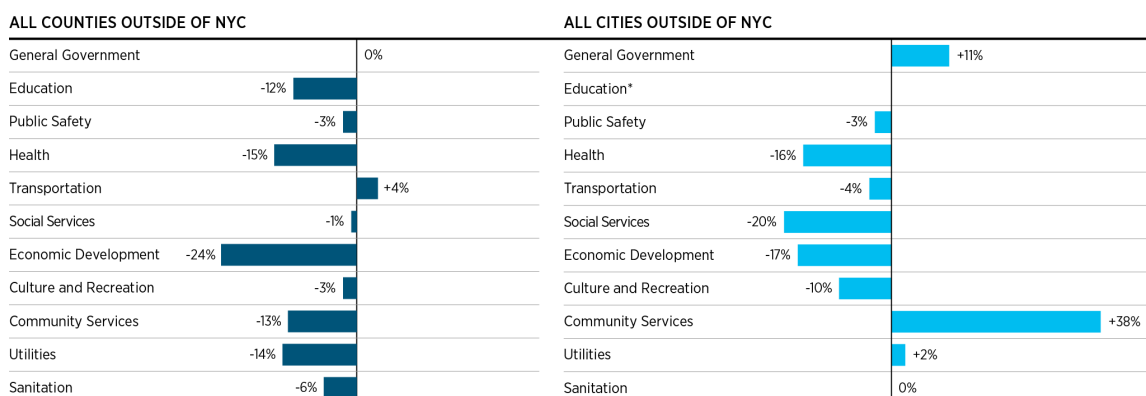 ALL COUNTIES OUTSIDE OF NYC
General Government 0%
Education -12%
Public Safety -3%
Health -15%
Transportation +4%
Social Services -1%
Economic Development -24%
Culture and Recreation -3%
Community Services -13%
Utilities -14%
Sanitation -6%
ALL CITIES OUTSIDE OF NYC
General Government +11%
Education*
Public Safety -3%
Health -16%
Transportation -4%
Social Services -20%
Economic Development -17%
Culture and Recreation -10%
Community Services +38%
Utilities +2%
Sanitation 0%